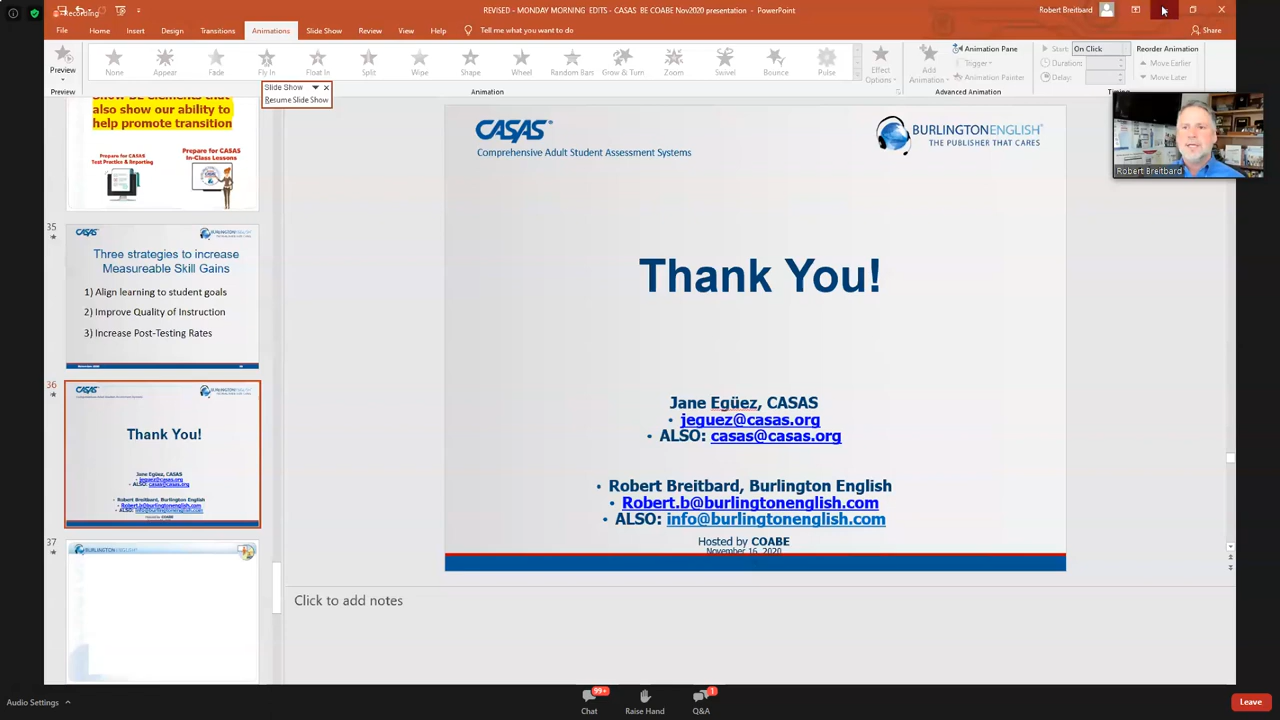 Recording
REVISED - MONDAY MORNING EDITS - CASAS BE COABE Nov2020 presentation - PowerPoint
Robert Breitbard
File Home Insert Design Transitions Animations Slide Show Review View Help Tell me what you want to do
Share
Preview
None Appear Fade Fly In Float In Split Wipe Shape Wheel Random Bars Grow & Turn Zoom Swivel Bounce Pulse
Effect Options
Add Animation
Animation Pane
Trigger
Animation Painter
Start: On Click
Duration:
Delay:
Reorder Animation
Move Earlier
Move Later
Preview Animation Advanced Animation
Slide Show
Resume Slide Show
Robert Breitbard
also show our ability to
help promote transition
Prepare for CASAS
Test Practice & Reporting
Prepare for CASAS
In-Class Lessons
35
CASAS
Three strategies to increase
Measureable Skill Gains
1) Align learning to student goals
2) Improve Quality of Instruction
3) Increase Post-Testing Rates
36
CASAS
Thank You!
Jane Egüez, CASAS
jeguez@casas.org
ALSO: casas@casas.org
Robert Breitbard, Burlington English
Robert.b@burlingtonenglish.com
ALSO: info@burlingtonenglish.com
37
BURLINGTONENGLISH
CASAS®
Comprehensive Adult Student Assessment Systems
BURLINGTONENGLISH®
THE PUBLISHER THAT CARES
Thank You!
Jane Egüez, CASAS
• jeguez@casas.org
• ALSO: casas@casas.org
• Robert Breitbard, Burlington English
• Robert.b@burlingtonenglish.com
• ALSO: info@burlingtonenglish.com
Hosted by COABE
November 16, 2020
Click to add notes
Audio Settings
99+
Chat
Raise Hand
1
Q&A
Leave